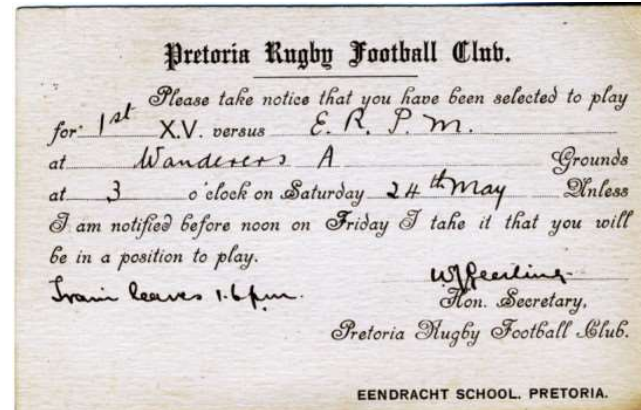 Pretoria Rugby Football Club.
Please take notice that you have been selected to play
for 1st X.V. versus E. R. P. M.
at Wanderers A Grounds
at 3 o'clock on Saturday 24th May Unless
I am notified before noon on Friday I take it that you will
be in a position to play.
Train leaves 1.6 pm.
Hon. Secretary,
Pretoria Rugby Football Club.
EENDRACHT SCHOOL, PRETORIA.